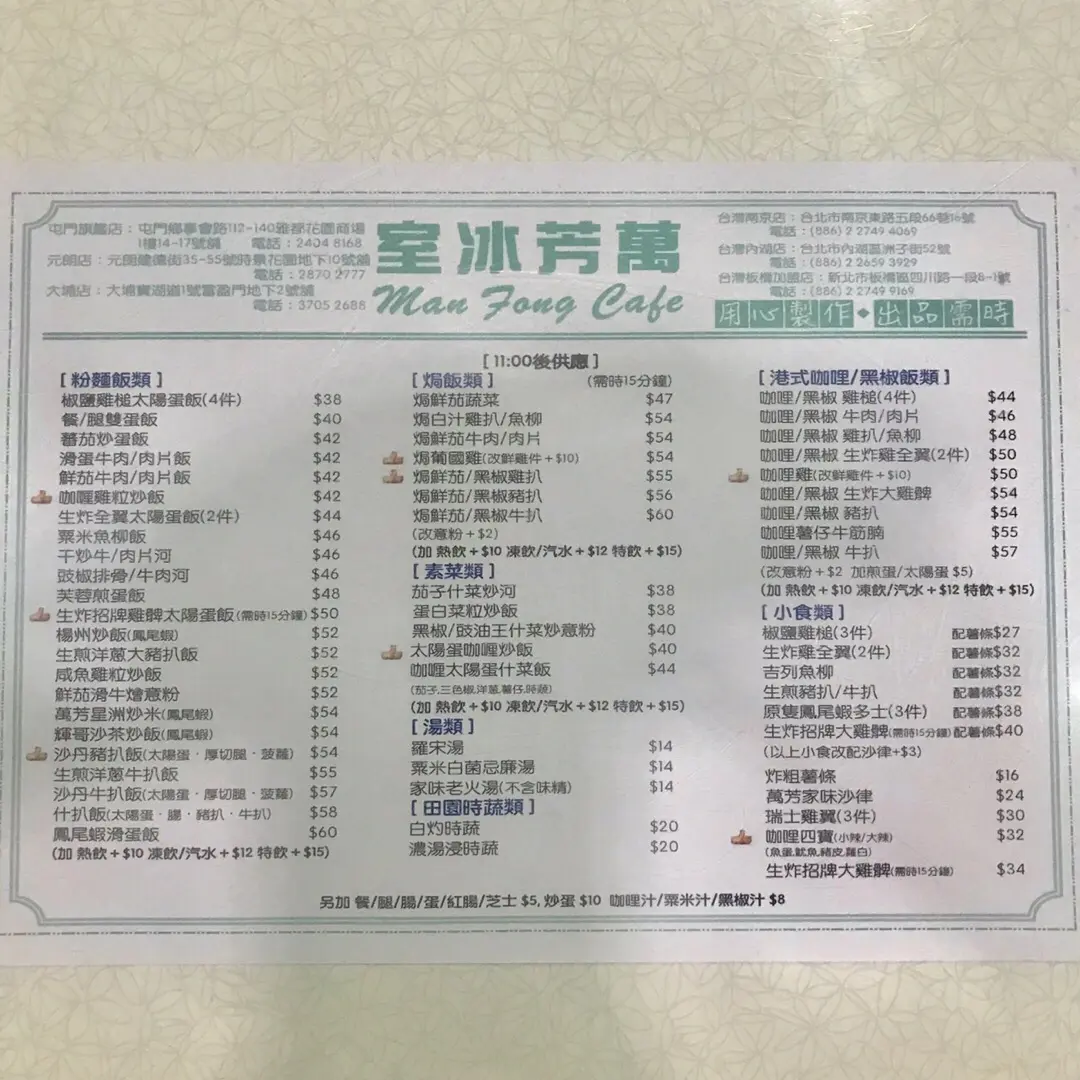 屯門旗艦店：屯門鄉事會路112-140雅都花園商場
1樓14-17號舖 電話：2404 8168
元朗店：元朗建德街35-55號時景花園地下10號舖
電話：2870 2777
大埔店：大埔寶湖道1號富盈門地下2號舖
電話：3705 2688
室冰芳萬
Man Fong Cafe
台灣南京店：台北市南京東路五段66巷16號
電話：(886) 2 2749 4069
台灣內湖店：台北市內湖區洲子街52號
電話：(886) 2 2659 3929
台灣板橋加盟店：新北市板橋區四川路一段8-1號
電話：(886) 2 2749 9169
用心製作◆出品需時
[ 11:00後供應 ]
[ 粉麵飯類 ]
椒鹽雞槌太陽蛋飯(4件) $38
餐/腿雙蛋飯 $40
蕃茄炒蛋飯 $42
滑蛋牛肉/肉片飯 $42
鮮茄牛肉/肉片飯 $42
咖喱雞粒炒飯 $42
生炸全翼太陽蛋飯(2件) $44
粟米魚柳飯 $46
干炒牛/肉片河 $46
豉椒排骨/牛肉河 $46
芙蓉煎蛋飯 $48
生炸招牌雞髀太陽蛋飯(需時15分鐘) $50
楊州炒飯(鳳尾蝦) $52
生煎洋蔥大豬扒飯 $52
咸魚雞粒炒飯 $52
鮮茄滑牛燴意粉 $52
萬芳星洲炒米(鳳尾蝦) $54
輝哥沙茶炒飯(鳳尾蝦) $54
沙丹豬扒飯(太陽蛋．厚切腿．菠蘿) $54
生煎洋蔥牛扒飯 $55
沙丹牛扒飯(太陽蛋．厚切腿．菠蘿) $57
什扒飯(太陽蛋．腸．豬扒．牛扒) $58
鳳尾蝦滑蛋飯 $60
(加 熱飲 + $10 凍飲/汽水 + $12 特飲 + $15)
[ 焗飯類 ] (需時15分鐘)
焗鮮茄蔬菜 $47
焗白汁雞扒/魚柳 $54
焗鮮茄牛肉/肉片 $54
焗葡國雞(改鮮雞件 + $10) $54
焗鮮茄/黑椒雞扒 $55
焗鮮茄/黑椒豬扒 $56
焗鮮茄/黑椒牛扒 $60
(改意粉 + $2)
(加 熱飲 + $10 凍飲/汽水 + $12 特飲 + $15)
[ 素菜類 ]
茄子什菜炒河 $38
蛋白菜粒炒飯 $38
黑椒/豉油王什菜炒意粉 $40
太陽蛋咖喱炒飯 $40
咖喱太陽蛋什菜飯 $44
(茄子,三色椒,洋蔥,薯仔,時蔬)
(加 熱飲 + $10 凍飲/汽水 + $12 特飲 + $15)
[ 湯類 ]
羅宋湯 $14
粟米白菌忌廉湯 $14
家味老火湯(不含味精) $14
[ 田園時蔬類 ]
白灼時蔬 $20
濃湯浸時蔬 $20
[ 港式咖哩/黑椒飯類 ]
咖哩/黑椒 雞槌(4件) $44
咖哩/黑椒 牛肉/肉片 $46
咖哩/黑椒 雞扒/魚柳 $48
咖哩/黑椒 生炸雞全翼(2件) $50
咖哩雞(改鮮雞件 + $10) $50
咖哩/黑椒 生炸大雞髀 $54
咖哩/黑椒 豬扒 $54
咖哩薯仔牛筋腩 $55
咖哩/黑椒 牛扒 $57
(改意粉 + $2 加煎蛋/太陽蛋 $5)
(加 熱飲 + $10 凍飲/汽水 + $12 特飲 + $15)
[ 小食類 ]
椒鹽雞槌(3件) 配薯條$27
生炸雞全翼(2件) 配薯條$32
吉列魚柳 配薯條$32
生煎豬扒/牛扒 配薯條$32
原隻鳳尾蝦多士(3件) 配薯條$38
生炸招牌大雞髀(需時15分鐘) 配薯條$40
(以上小食改配沙律+$3)
炸粗薯條 $16
萬芳家味沙律 $24
瑞士雞翼(3件) $30
咖哩四寶(小辣/大辣) $32
(魚蛋,魷魚,豬皮,蘿白)
生炸招牌大雞髀(需時15分鐘) $34
另加 餐/腿/腸/蛋/紅腸/芝士 $5, 炒蛋 $10 咖哩汁/粟米汁/黑椒汁 $8